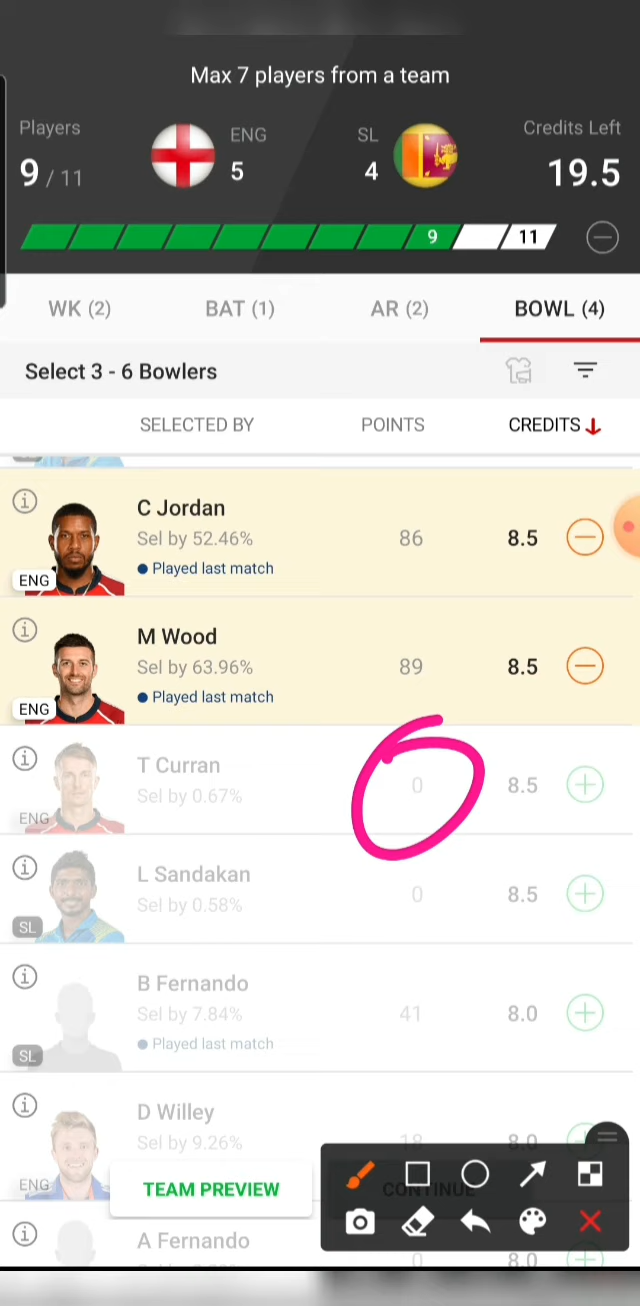 Max 7 players from a team
Players
ENG
SL
Credits Left
9 / 11
5
4
19.5
9
11
WK (2)
BAT (1)
AR (2)
BOWL (4)
Select 3 - 6 Bowlers
SELECTED BY
POINTS
CREDITS
C Jordan
Sel by 52.46%
86
8.5
Played last match
ENG
M Wood
Sel by 63.96%
89
8.5
Played last match
ENG
T Curran
Sel by 0.67%
0
8.5
ENG
L Sandakan
Sel by 0.58%
0
8.5
SL
B Fernando
Sel by 7.84%
41
8.0
Played last match
SL
D Willey
Sel by 9.26%
18
8.0
ENG
TEAM PREVIEW
CONTINUE
A Fernando
0
8.0